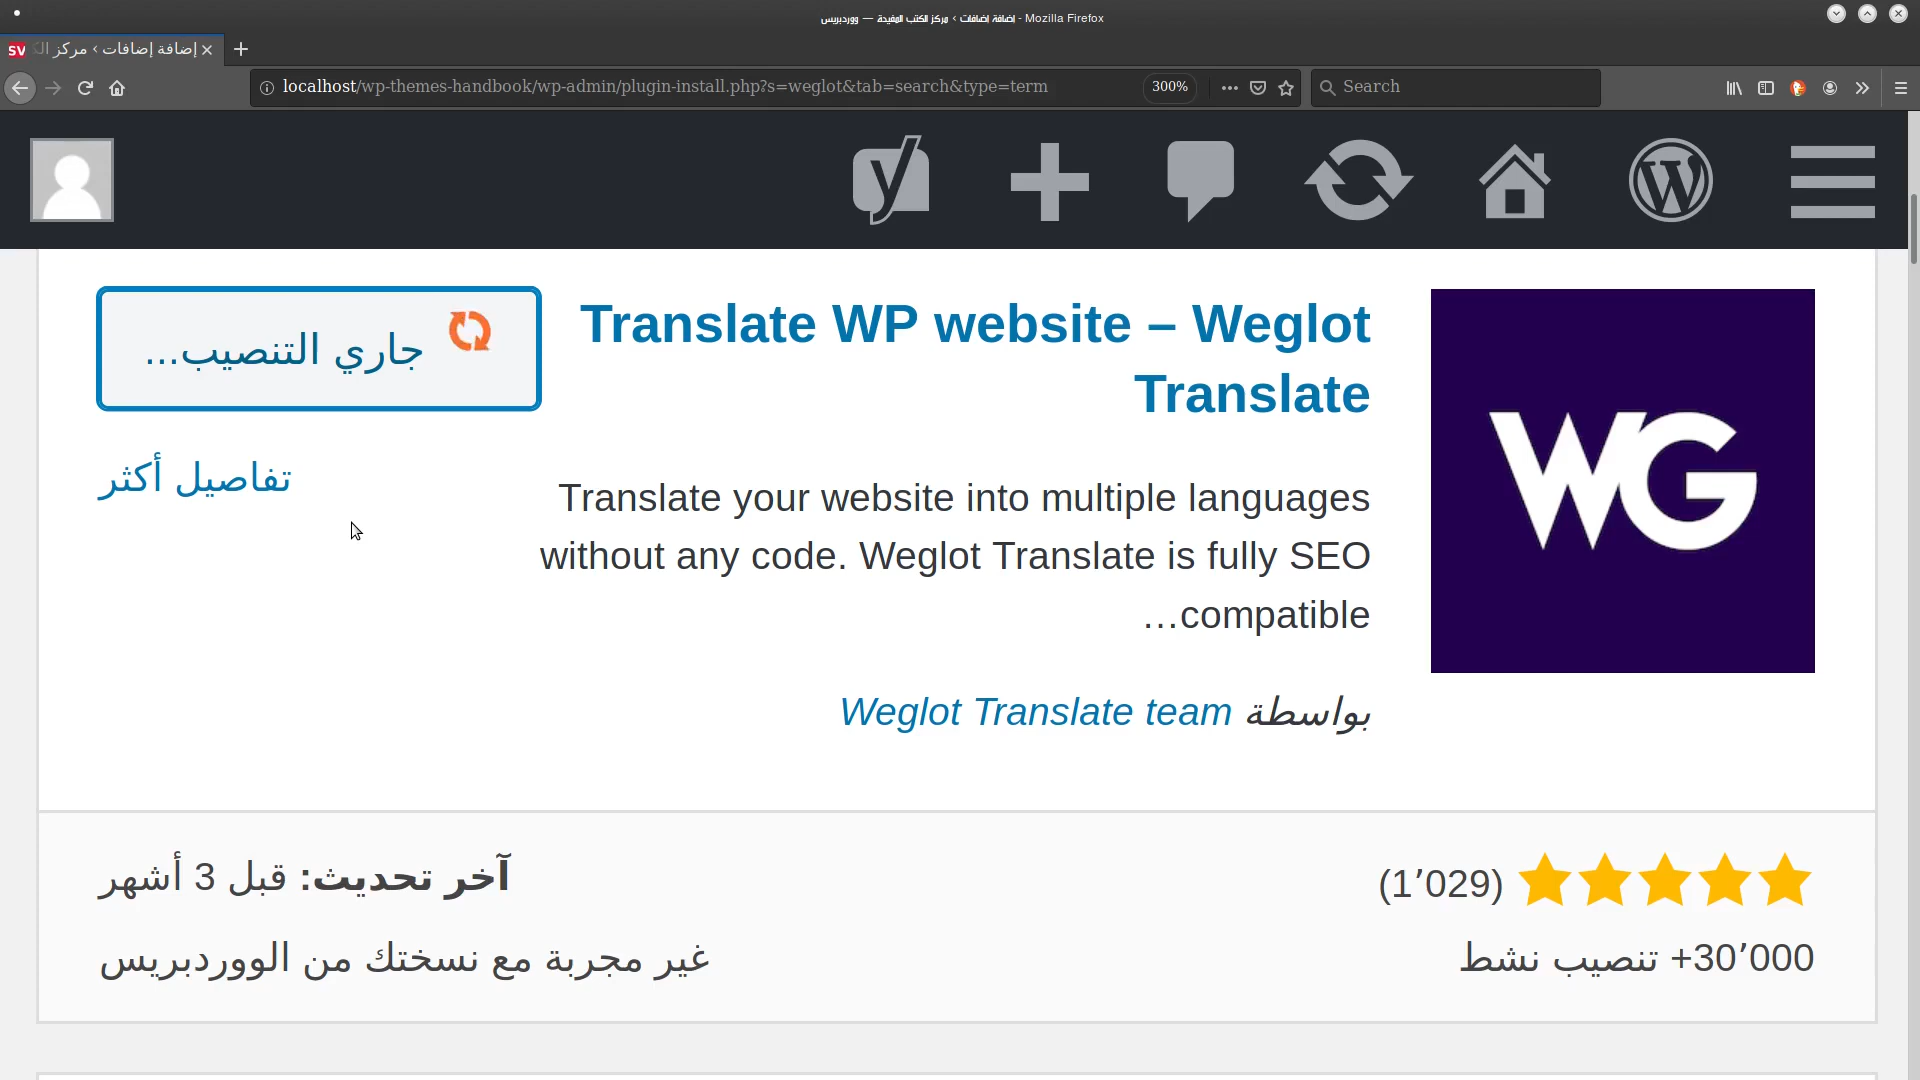 إضافة إضافات ‹ مركز الكتب المفيدة — ووردبريس - Mozilla Firefox
إضافة إضافات ‹ مركز
localhost/wp-themes-handbook/wp-admin/plugin-install.php?s=weglot&tab=search&type=term
300%
Search
WG
Translate WP website – Weglot
Translate
جاري التنصيب...
تفاصيل أكثر
Translate your website into multiple languages
without any code. Weglot Translate is fully SEO
compatible…
بواسطة Weglot Translate team
(1’029)
آخر تحديث: قبل 3 أشهر
30’000+ تنصيب نشط
غير مجربة مع نسختك من الووردبريس